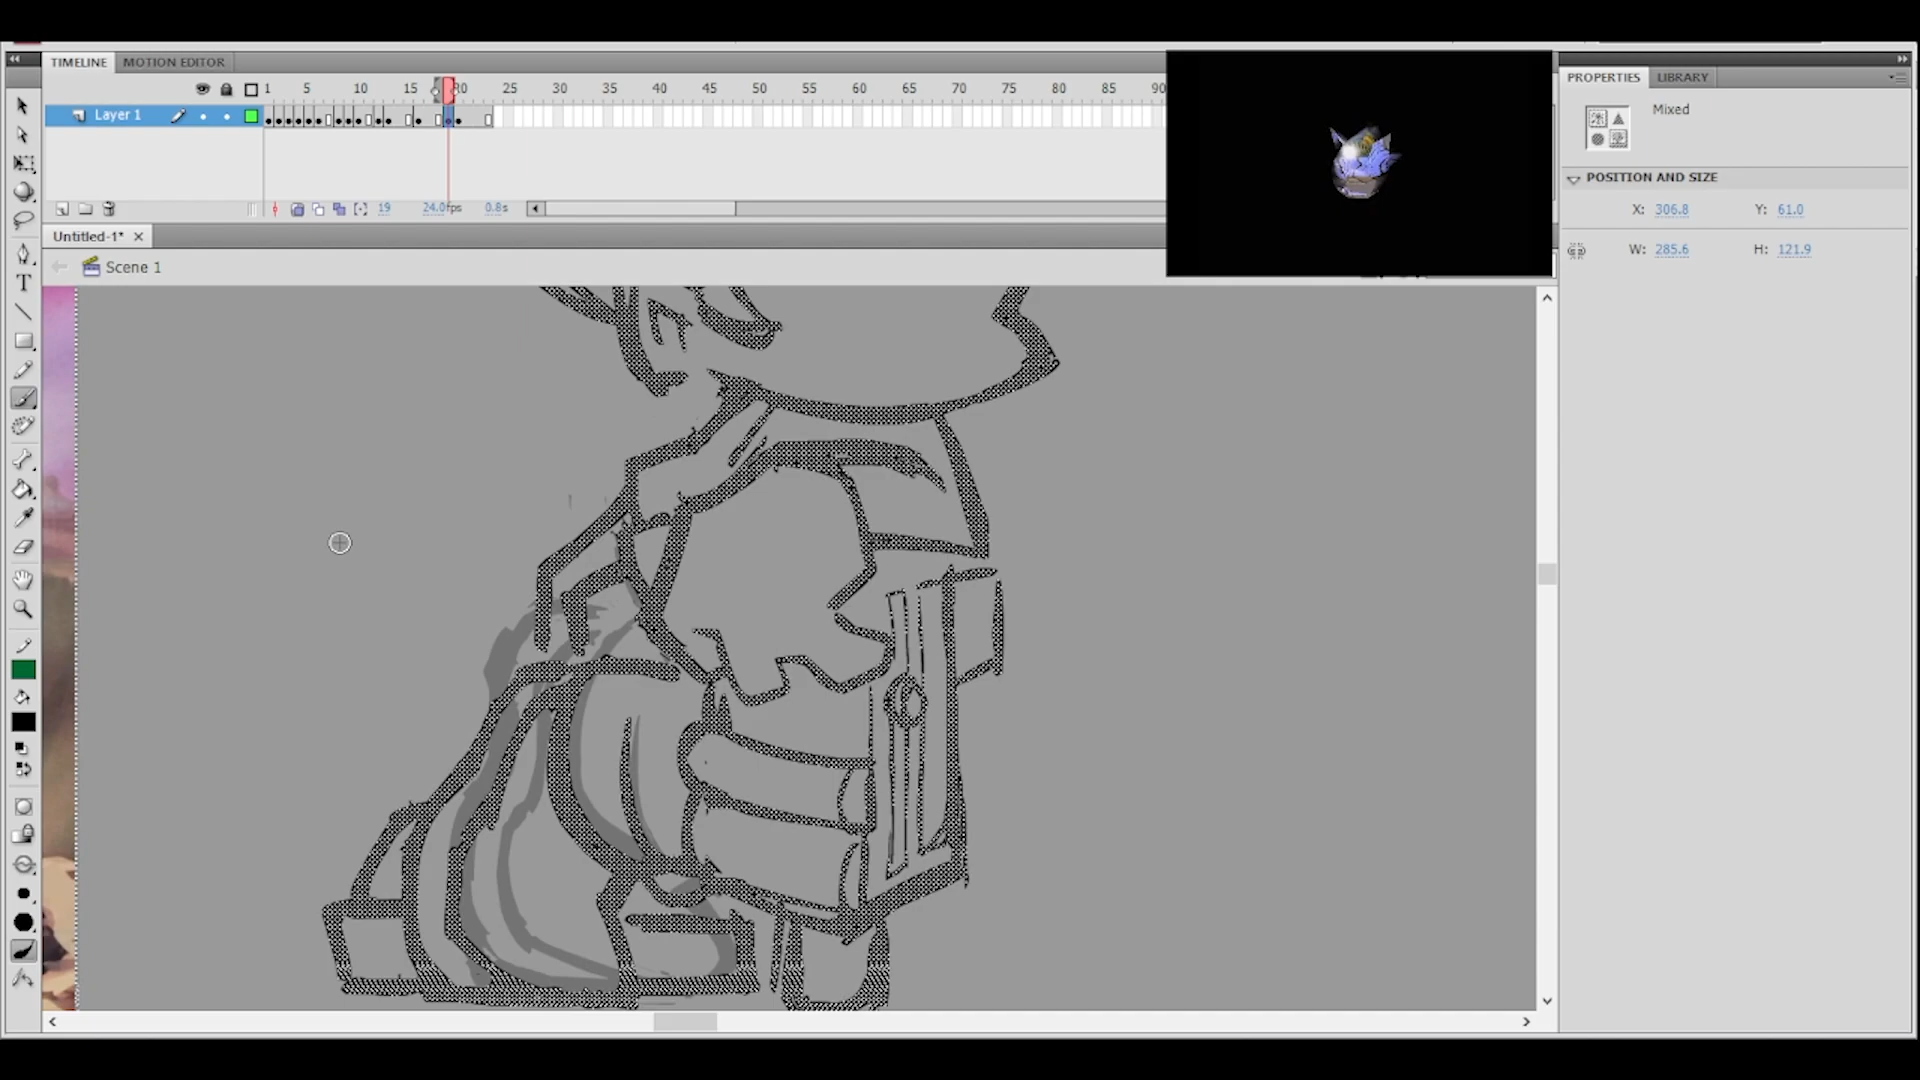 TIMELINE MOTION EDITOR
PROPERTIES LIBRARY
1 5 10 15 20 25 30 35 40 45 50 55 60 65 70 75 80 85 90
Mixed
Layer 1
POSITION AND SIZE
X: 306.8 Y: 61.0
19 24.0fps 0.8s
Untitled-1*
W: 285.6 H: 121.9
Scene 1
T